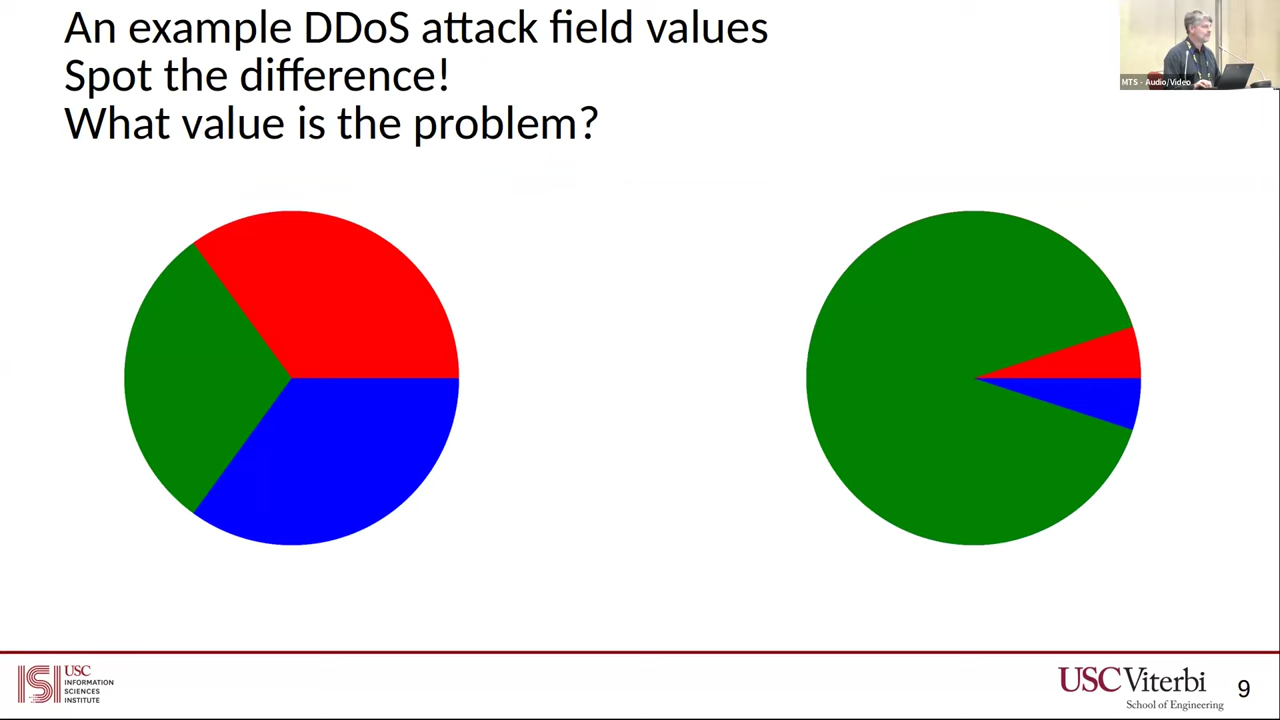 An example DDoS attack field values
Spot the difference!
What value is the problem?
MTS - Audio/Video
USC
INFORMATION
SCIENCES
INSTITUTE
USC Viterbi
School of Engineering
9